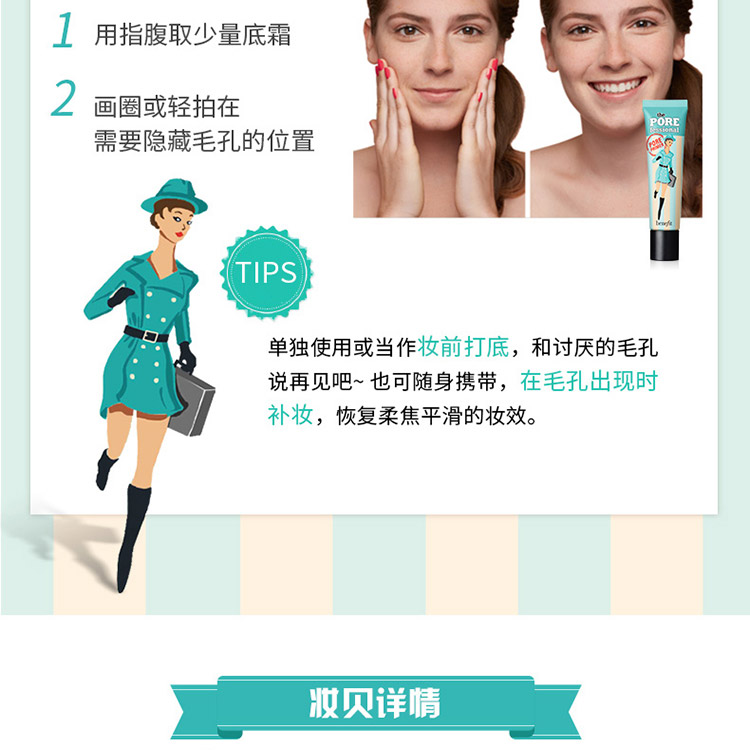 1 用指腹取少量底霜
2 画圈或轻拍在
需要隐藏毛孔的位置
the
POREfessional
PORE PRIMER
benefit
TIPS
单独使用或当作妆前打底，和讨厌的毛孔
说再见吧~ 也可随身携带，在毛孔出现时
补妆，恢复柔焦平滑的妆效。
妆贝详情